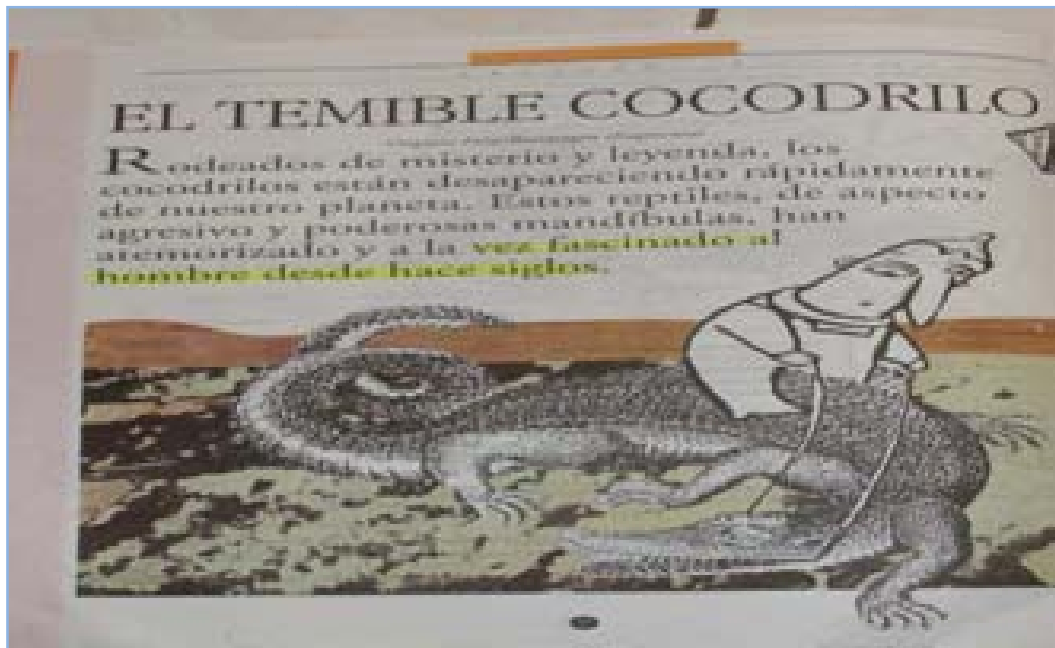 EL TEMIBLE COCODRILO
Rodeados de misterio y leyenda, los
cocodrilos están desapareciendo rápidamente
de nuestro planeta. Estos reptiles, de aspecto
agresivo y poderosas mandíbulas, han
atemorizado y a la vez fascinado al
hombre desde hace siglos.